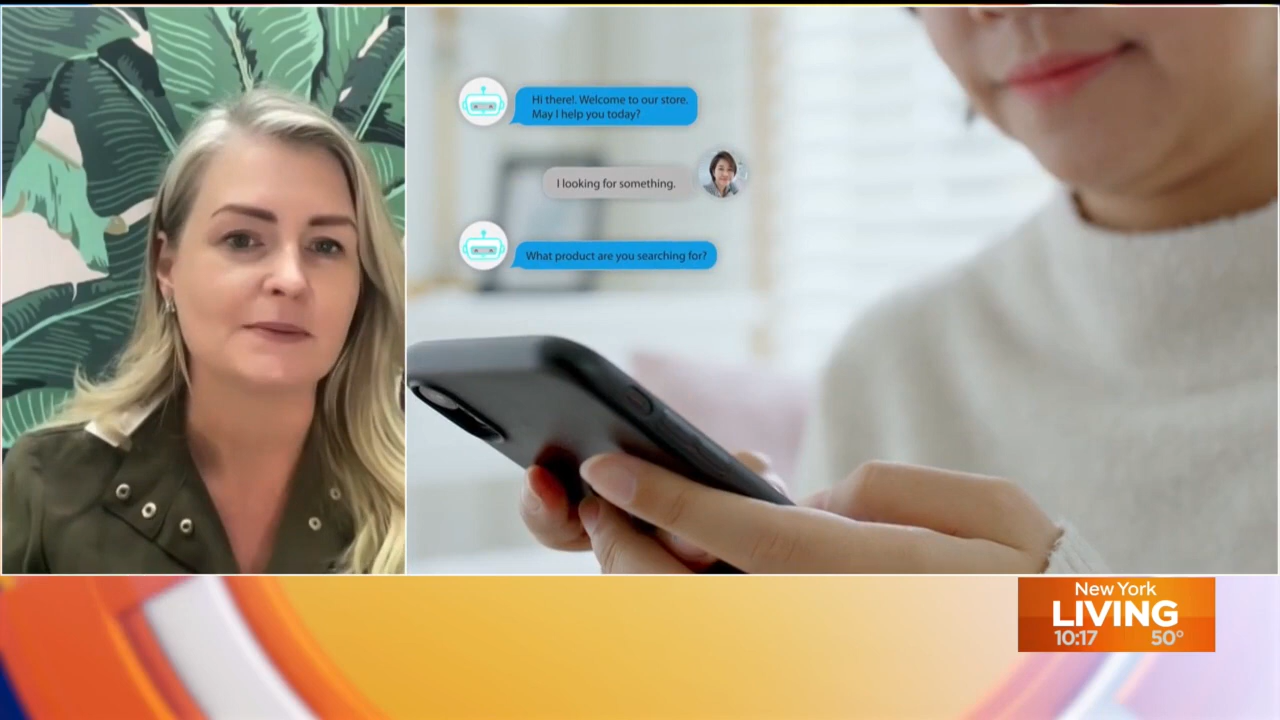 Hi there!. Welcome to our store.
May I help you today?
I looking for something.
What product are you searching for?
New York
LIVING
10:17 50°